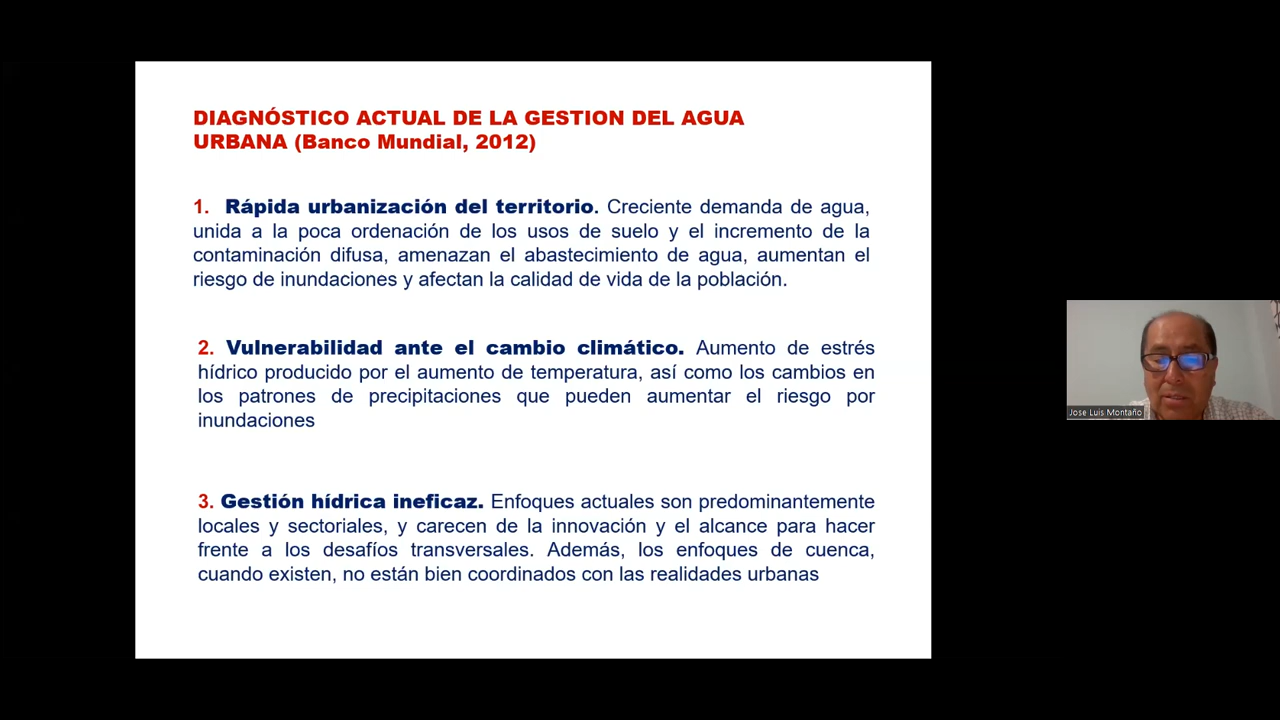 DIAGNÓSTICO ACTUAL DE LA GESTION DEL AGUA
URBANA (Banco Mundial, 2012)
1. Rápida urbanización del territorio. Creciente demanda de agua,
unida a la poca ordenación de los usos de suelo y el incremento de la
contaminación difusa, amenazan el abastecimiento de agua, aumentan el
riesgo de inundaciones y afectan la calidad de vida de la población.
2. Vulnerabilidad ante el cambio climático. Aumento de estrés
hídrico producido por el aumento de temperatura, así como los cambios en
los patrones de precipitaciones que pueden aumentar el riesgo por
inundaciones
3. Gestión hídrica ineficaz. Enfoques actuales son predominantemente
locales y sectoriales, y carecen de la innovación y el alcance para hacer
frente a los desafíos transversales. Además, los enfoques de cuenca,
cuando existen, no están bien coordinados con las realidades urbanas
Jose Luis Montaño